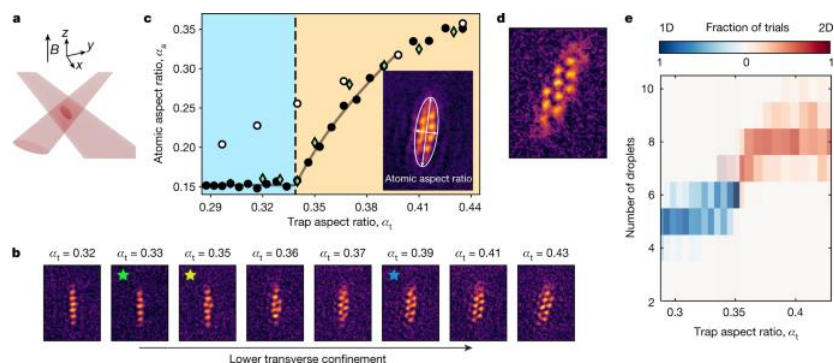 a
B
z
y
x
c
Atomic aspect ratio, αₐ
0.35
0.30
0.25
0.20
0.15
0.29
0.32
0.35
0.38
0.41
0.44
Trap aspect ratio, αₜ
Atomic aspect ratio
d
e
1D
Fraction of trials
2D
1
0
1
Number of droplets
10
8
6
4
2
0.3
0.35
0.4
Trap aspect ratio, αₜ
b
αₜ = 0.32
αₜ = 0.33
αₜ = 0.35
αₜ = 0.36
αₜ = 0.37
αₜ = 0.39
αₜ = 0.41
αₜ = 0.43
Lower transverse confinement